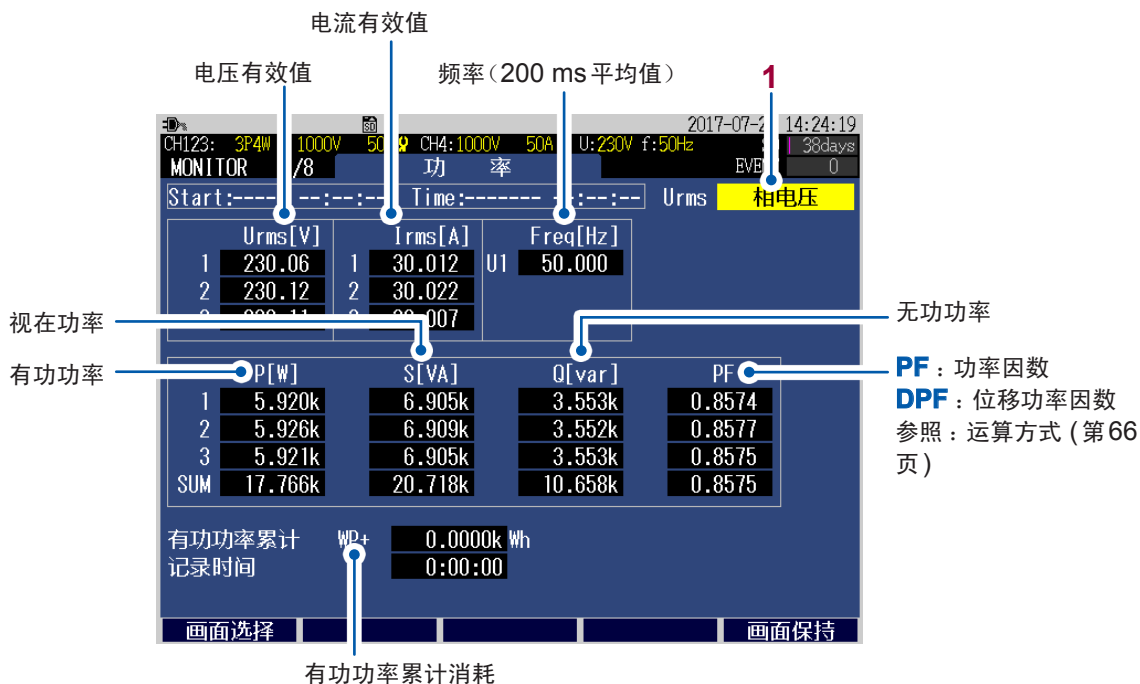 电流有效值
电压有效值
频率（200 ms平均值）
1
2017-07-2 14:24:19
CH123: 3P4W 1000V 50 CH4:1000V 50A U:230V f:50Hz 38days
MONITOR /8 功 率 EVE 0
Start:----- --:--:-- Time:------- --:--:-- Urms 相电压
Urms[V] Irms[A] Freq[Hz]
1 230.06 1 30.012 U1 50.000
2 230.12 2 30.022
007
视在功率
无功功率
有功功率
P[W] S[VA] Q[var] PF
PF：功率因数
DPF：位移功率因数
参照：运算方式 (第66
页)
1 5.920k 6.905k 3.553k 0.8574
2 5.926k 6.909k 3.552k 0.8577
3 5.921k 6.905k 3.553k 0.8575
SUM 17.766k 20.718k 10.658k 0.8575
有功功率累计 WP+ 0.0000k Wh
记录时间 0:00:00
画面选择 画面保持
有功功率累计消耗